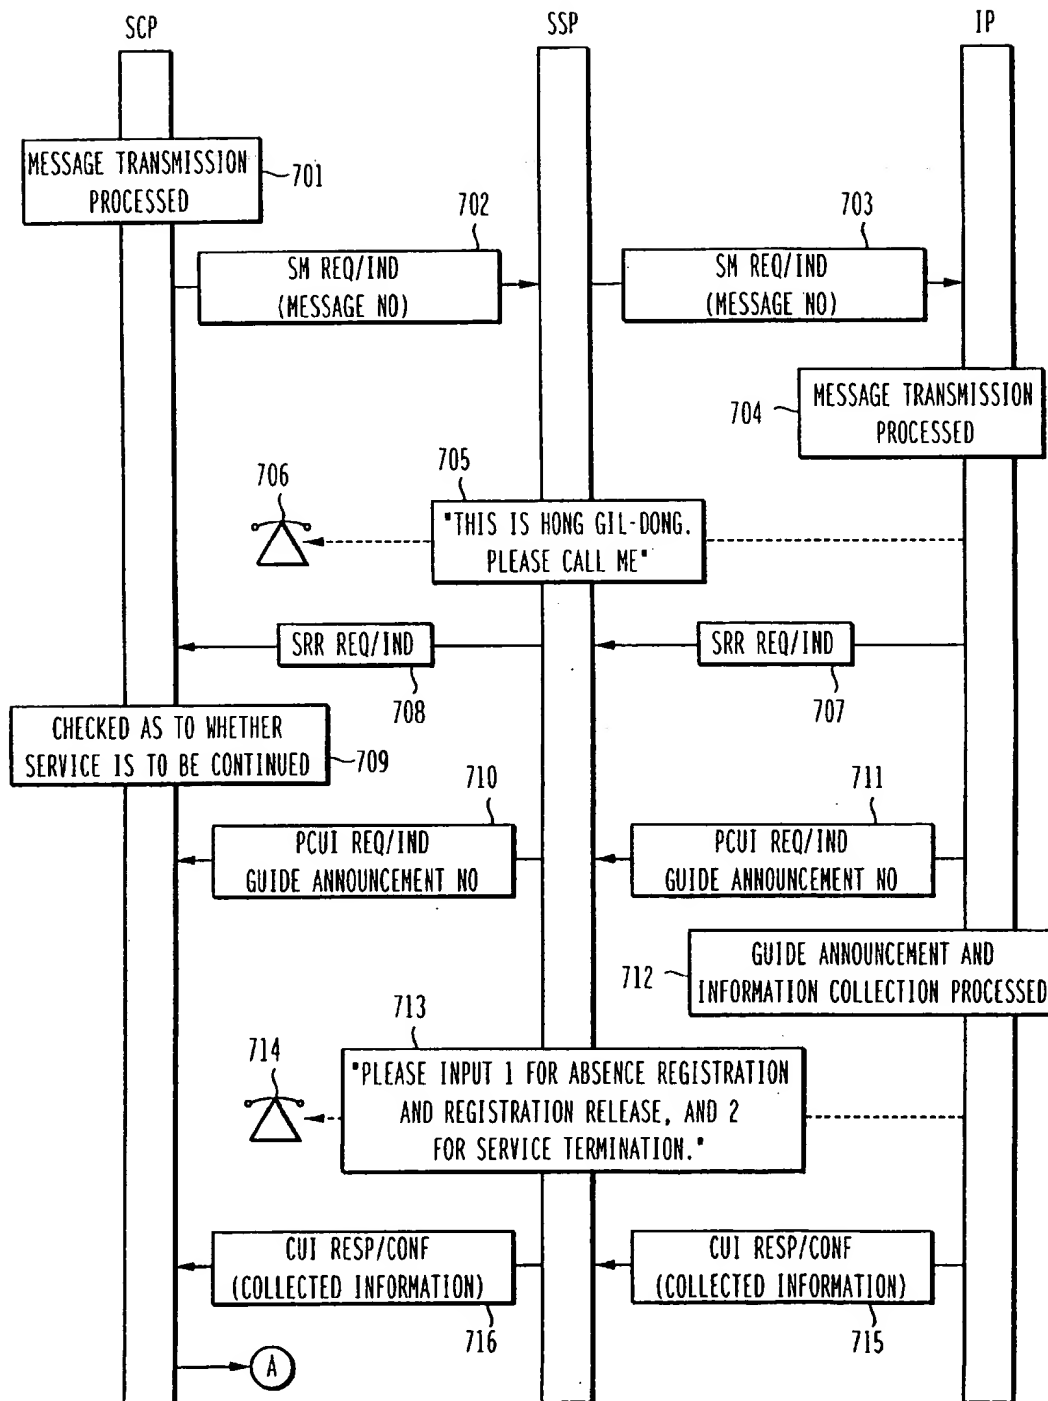 SCP
SSP
IP
MESSAGE TRANSMISSION
PROCESSED
701
702
703
SM REQ/IND
(MESSAGE NO)
SM REQ/IND
(MESSAGE NO)
704
MESSAGE TRANSMISSION
PROCESSED
705
706
"THIS IS HONG GIL-DONG.
PLEASE CALL ME"
SRR REQ/IND
SRR REQ/IND
708
707
CHECKED AS TO WHETHER
SERVICE IS TO BE CONTINUED
709
710
711
PCUI REQ/IND
GUIDE ANNOUNCEMENT NO
PCUI REQ/IND
GUIDE ANNOUNCEMENT NO
712
GUIDE ANNOUNCEMENT AND
INFORMATION COLLECTION PROCESSED
713
714
"PLEASE INPUT 1 FOR ABSENCE REGISTRATION
AND REGISTRATION RELEASE, AND 2
FOR SERVICE TERMINATION."
CUI RESP/CONF
(COLLECTED INFORMATION)
CUI RESP/CONF
(COLLECTED INFORMATION)
716
715
A